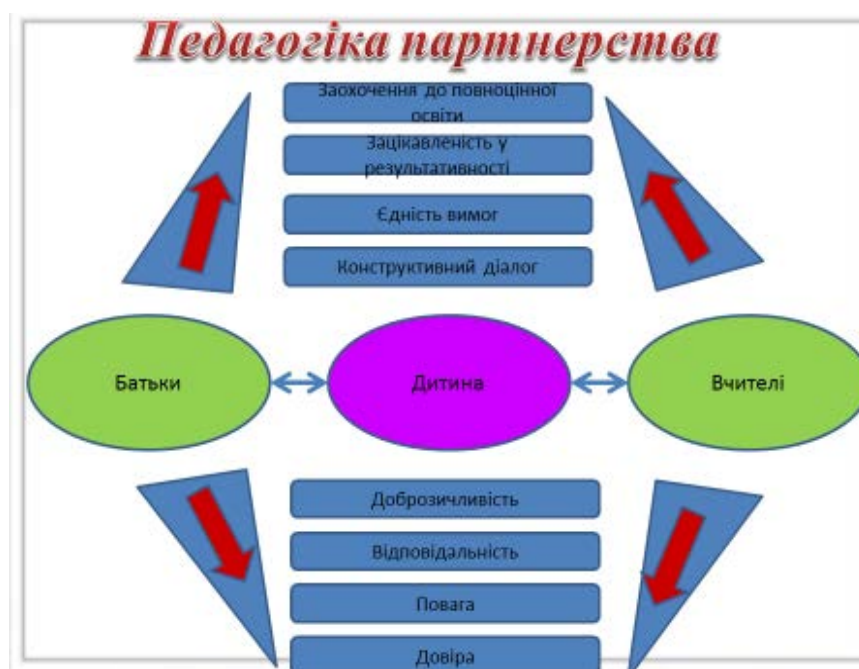 Педагогіка партнерства
Заохочення до повноцінної
освіти
Зацікавленість у
результативності
Єдність вимог
Конструктивний діалог
Батьки
Дитина
Вчителі
Доброзичливість
Відповідальність
Повага
Довіра